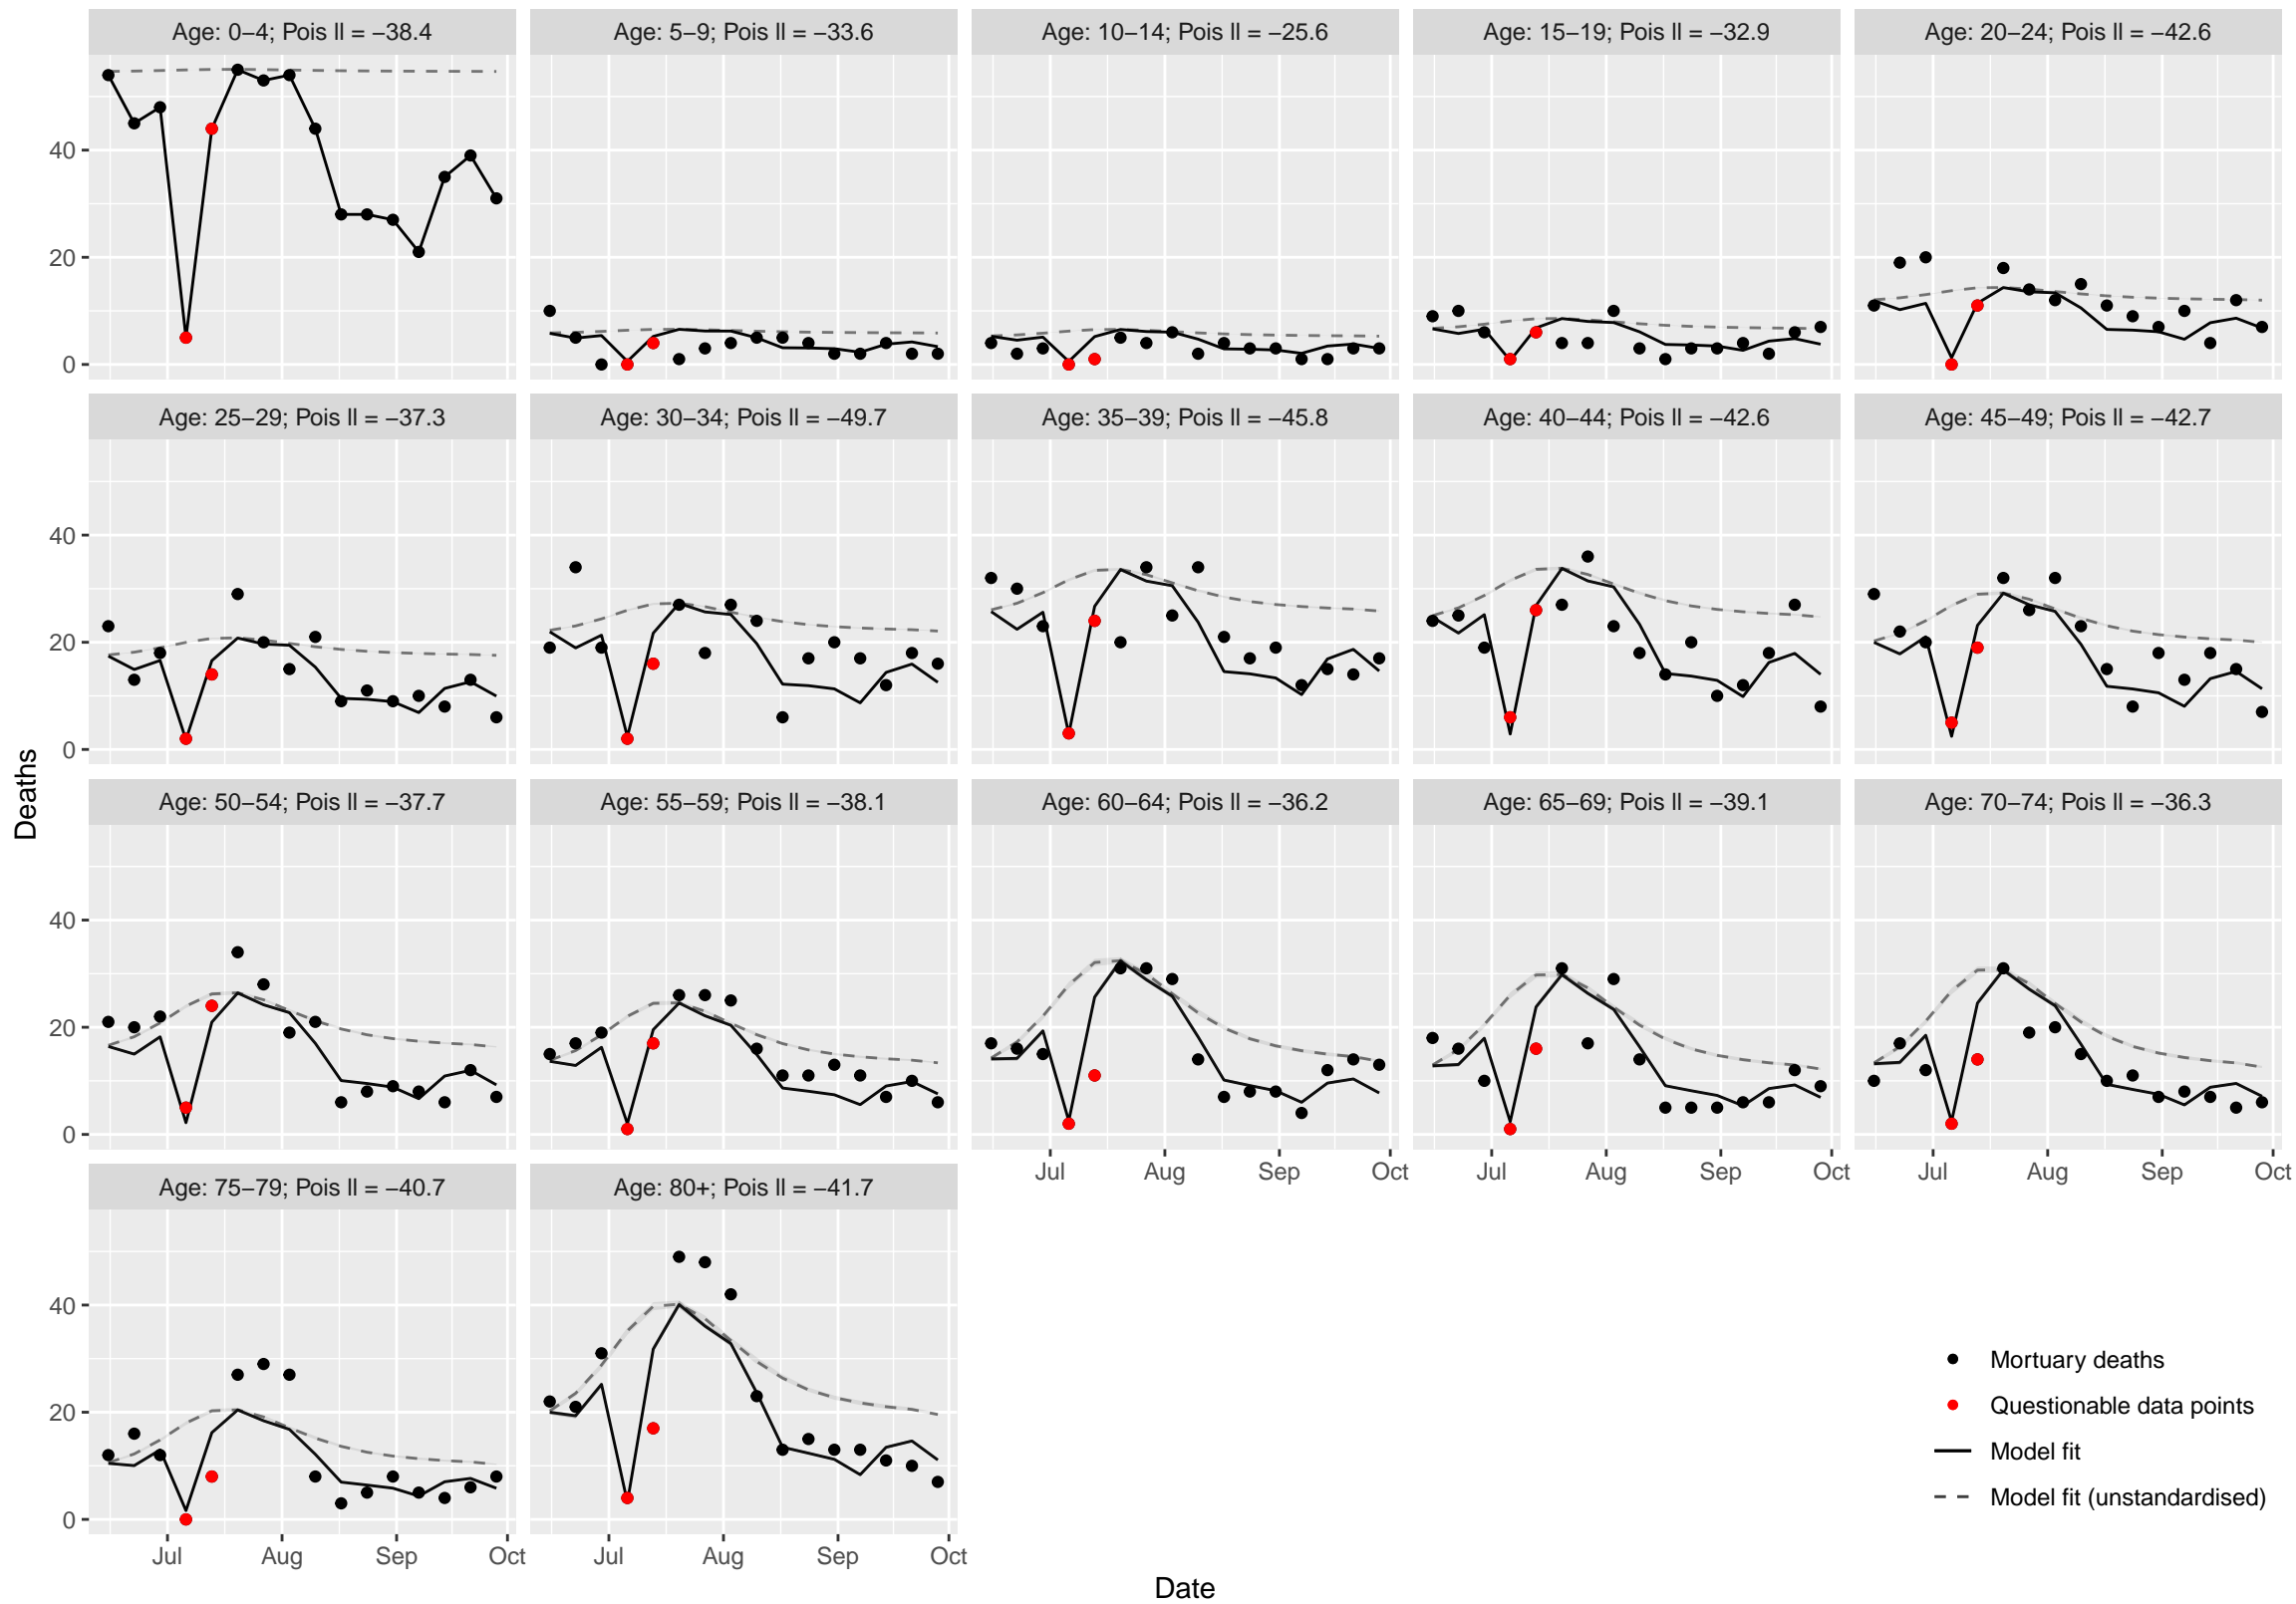 Age: 0−4; Pois ll = −38.4
Age: 5−9; Pois ll = −33.6
Age: 10−14; Pois ll = −25.6
Age: 15−19; Pois ll = −32.9
Age: 20−24; Pois ll = −42.6
40
20
0
Age: 25−29; Pois ll = −37.3
Age: 30−34; Pois ll = −49.7
Age: 35−39; Pois ll = −45.8
Age: 40−44; Pois ll = −42.6
Age: 45−49; Pois ll = −42.7
40
20
0
Deaths
Age: 50−54; Pois ll = −37.7
Age: 55−59; Pois ll = −38.1
Age: 60−64; Pois ll = −36.2
Age: 65−69; Pois ll = −39.1
Age: 70−74; Pois ll = −36.3
40
20
0
Jul Aug Sep Oct
Jul Aug Sep Oct
Jul Aug Sep Oct
Age: 75−79; Pois ll = −40.7
Age: 80+; Pois ll = −41.7
40
20
0
Jul Aug Sep Oct
Jul Aug Sep Oct
Mortuary deaths
Questionable data points
Model fit
Model fit (unstandardised)
Date